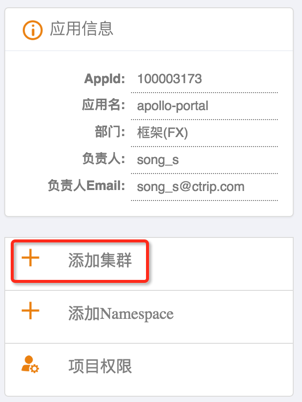 应用信息
AppId: 100003173
应用名: apollo-portal
部门: 框架(FX)
负责人: song_s
负责人Email: song_s@ctrip.com
添加集群
添加Namespace
项目权限